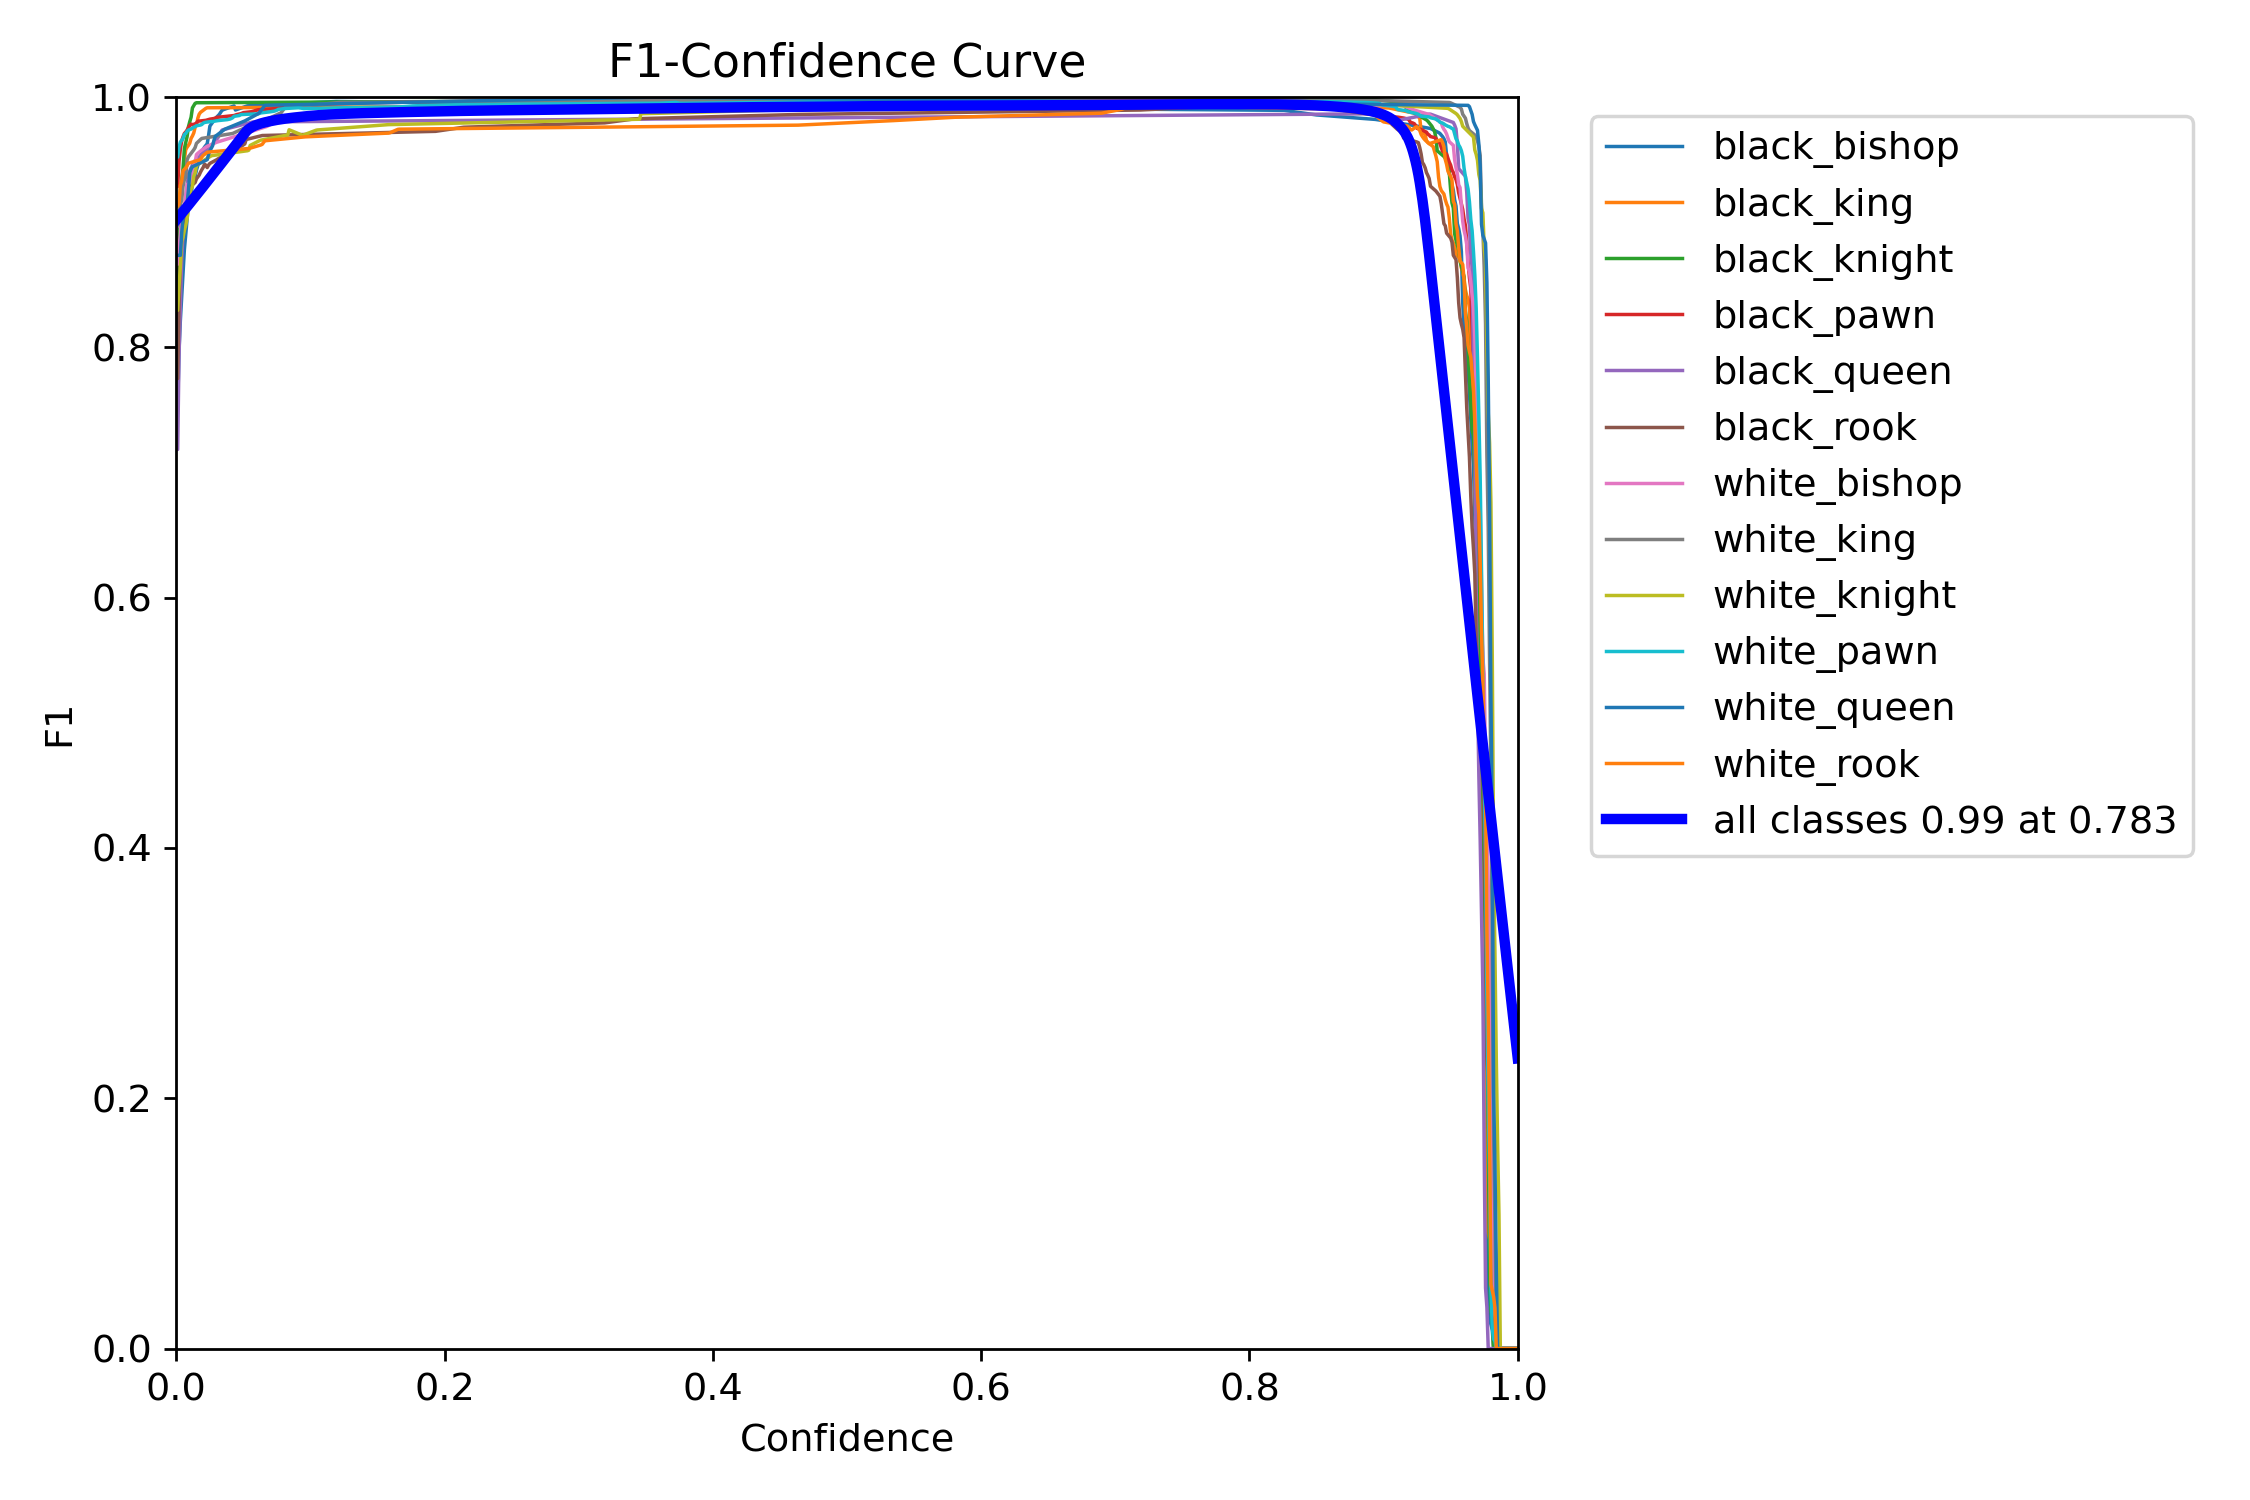 F1-Confidence Curve
1.0
0.8
0.6
0.4
0.2
0.0
F1
0.0 0.2 0.4 0.6 0.8 1.0
Confidence
black_bishop
black_king
black_knight
black_pawn
black_queen
black_rook
white_bishop
white_king
white_knight
white_pawn
white_queen
white_rook
all classes 0.99 at 0.783